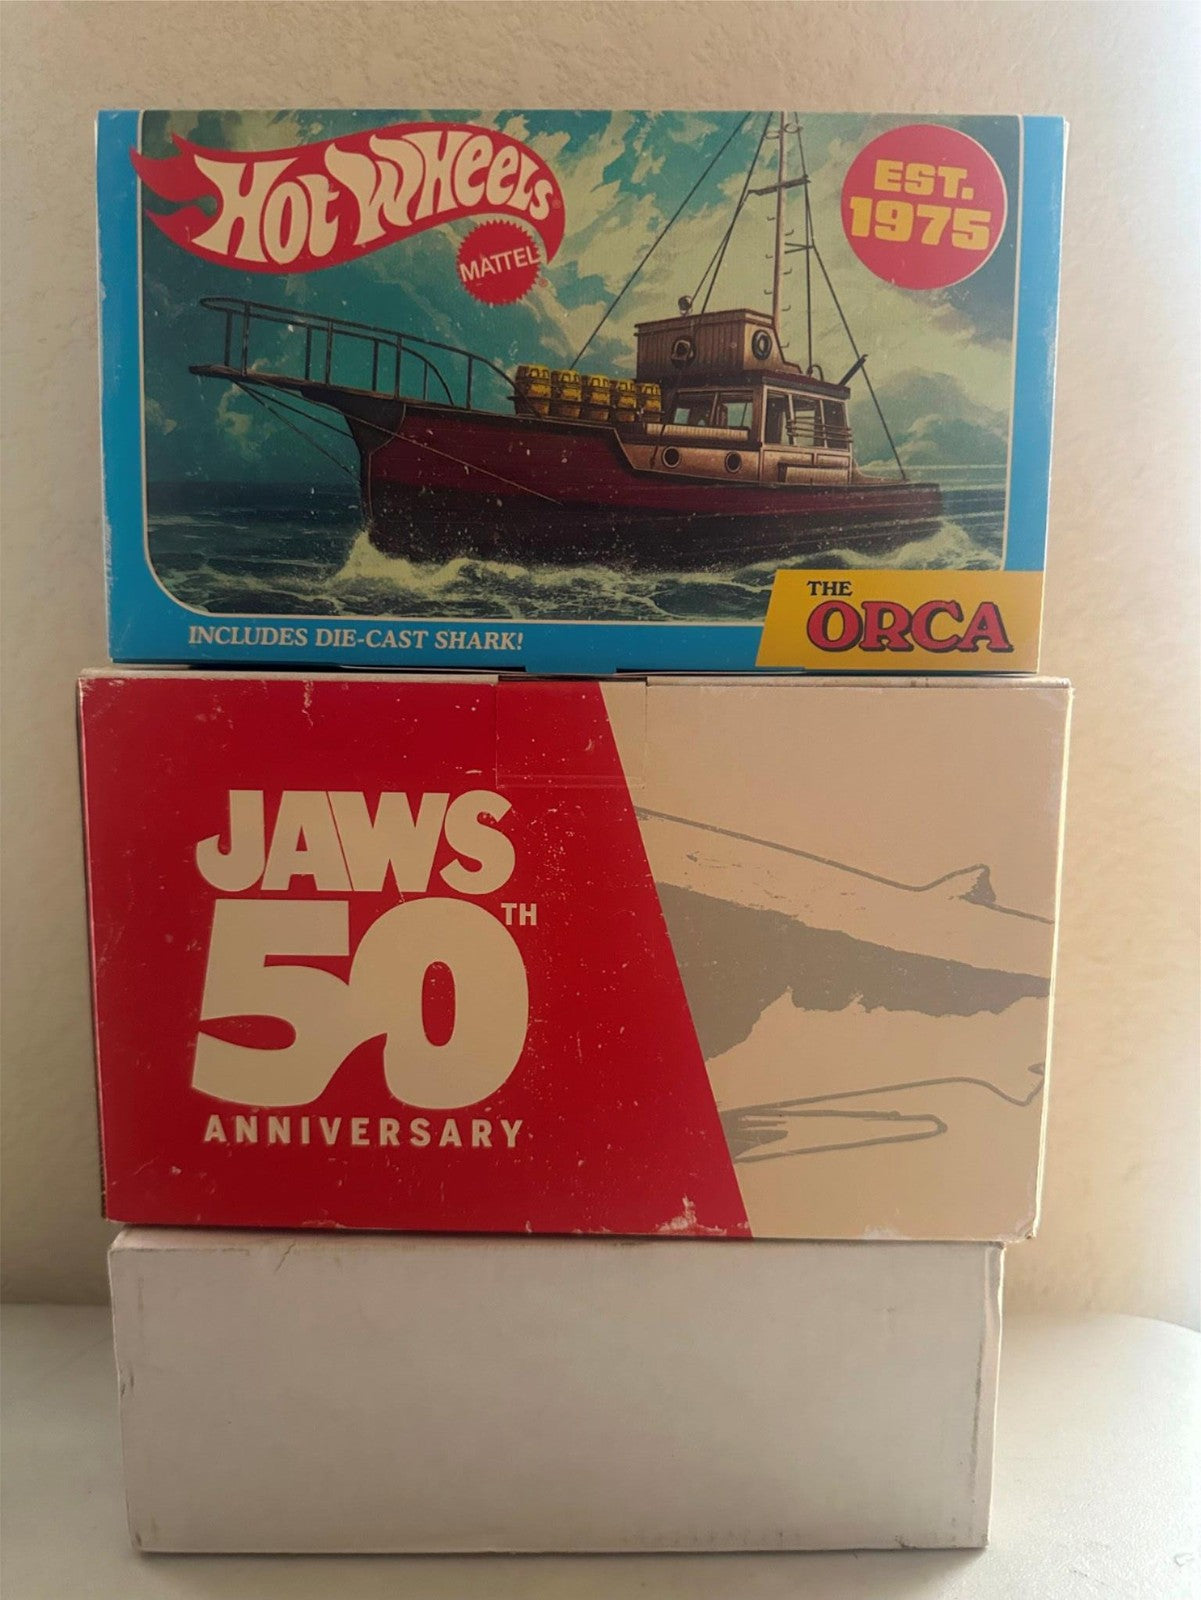 Hot Wheels
MATTEL
EST.
1975
THE
ORCA
INCLUDES DIE-CAST SHARK!
JAWS
50TH
ANNIVERSARY